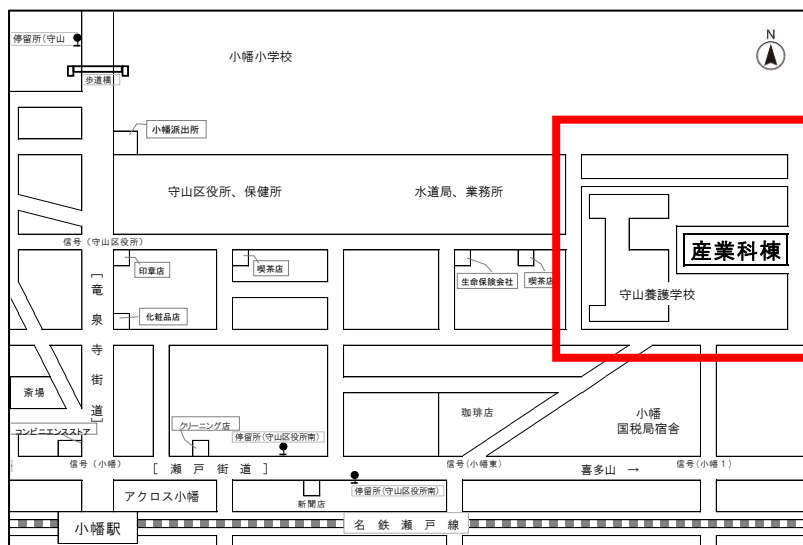 停留所(守山
N
小幡小学校
歩道橋
小幡派出所
守山区役所、保健所
水道局、業務所
産業科棟
信号（守山区役所）
印章店
喫茶店
生命保険会社
喫茶店
守山養護学校
化粧品店
［竜泉寺街道］
斎場
珈琲店
小幡
国税局宿舎
クリーニング店
コンビニエンスストア
停留所(守山区役所南)
信号（小幡）
［瀬戸街道］
信号(小幡東)
喜多山 →
信号(小幡１)
アクロス小幡
新聞店
停留所(守山区役所南)
小幡駅
名鉄瀬戸線